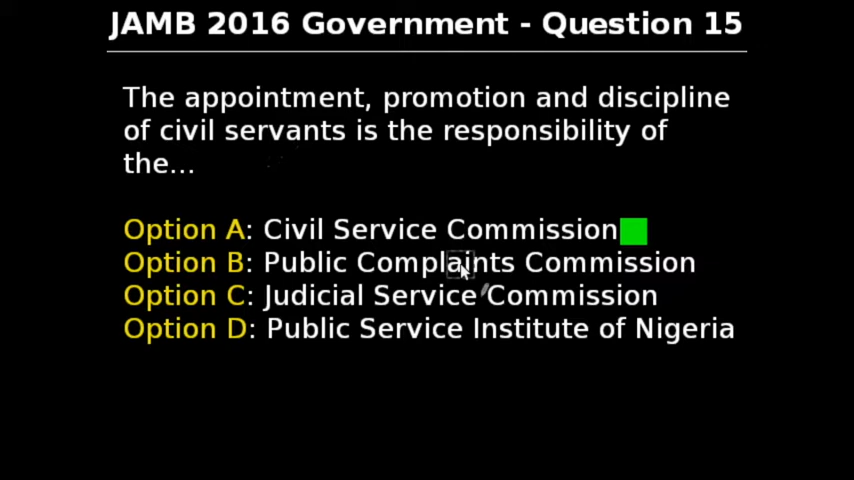 JAMB 2016 Government - Question 15
The appointment, promotion and discipline
of civil servants is the responsibility of
the...
Option A: Civil Service Commission
Option B: Public Complaints Commission
Option C: Judicial Service Commission
Option D: Public Service Institute of Nigeria